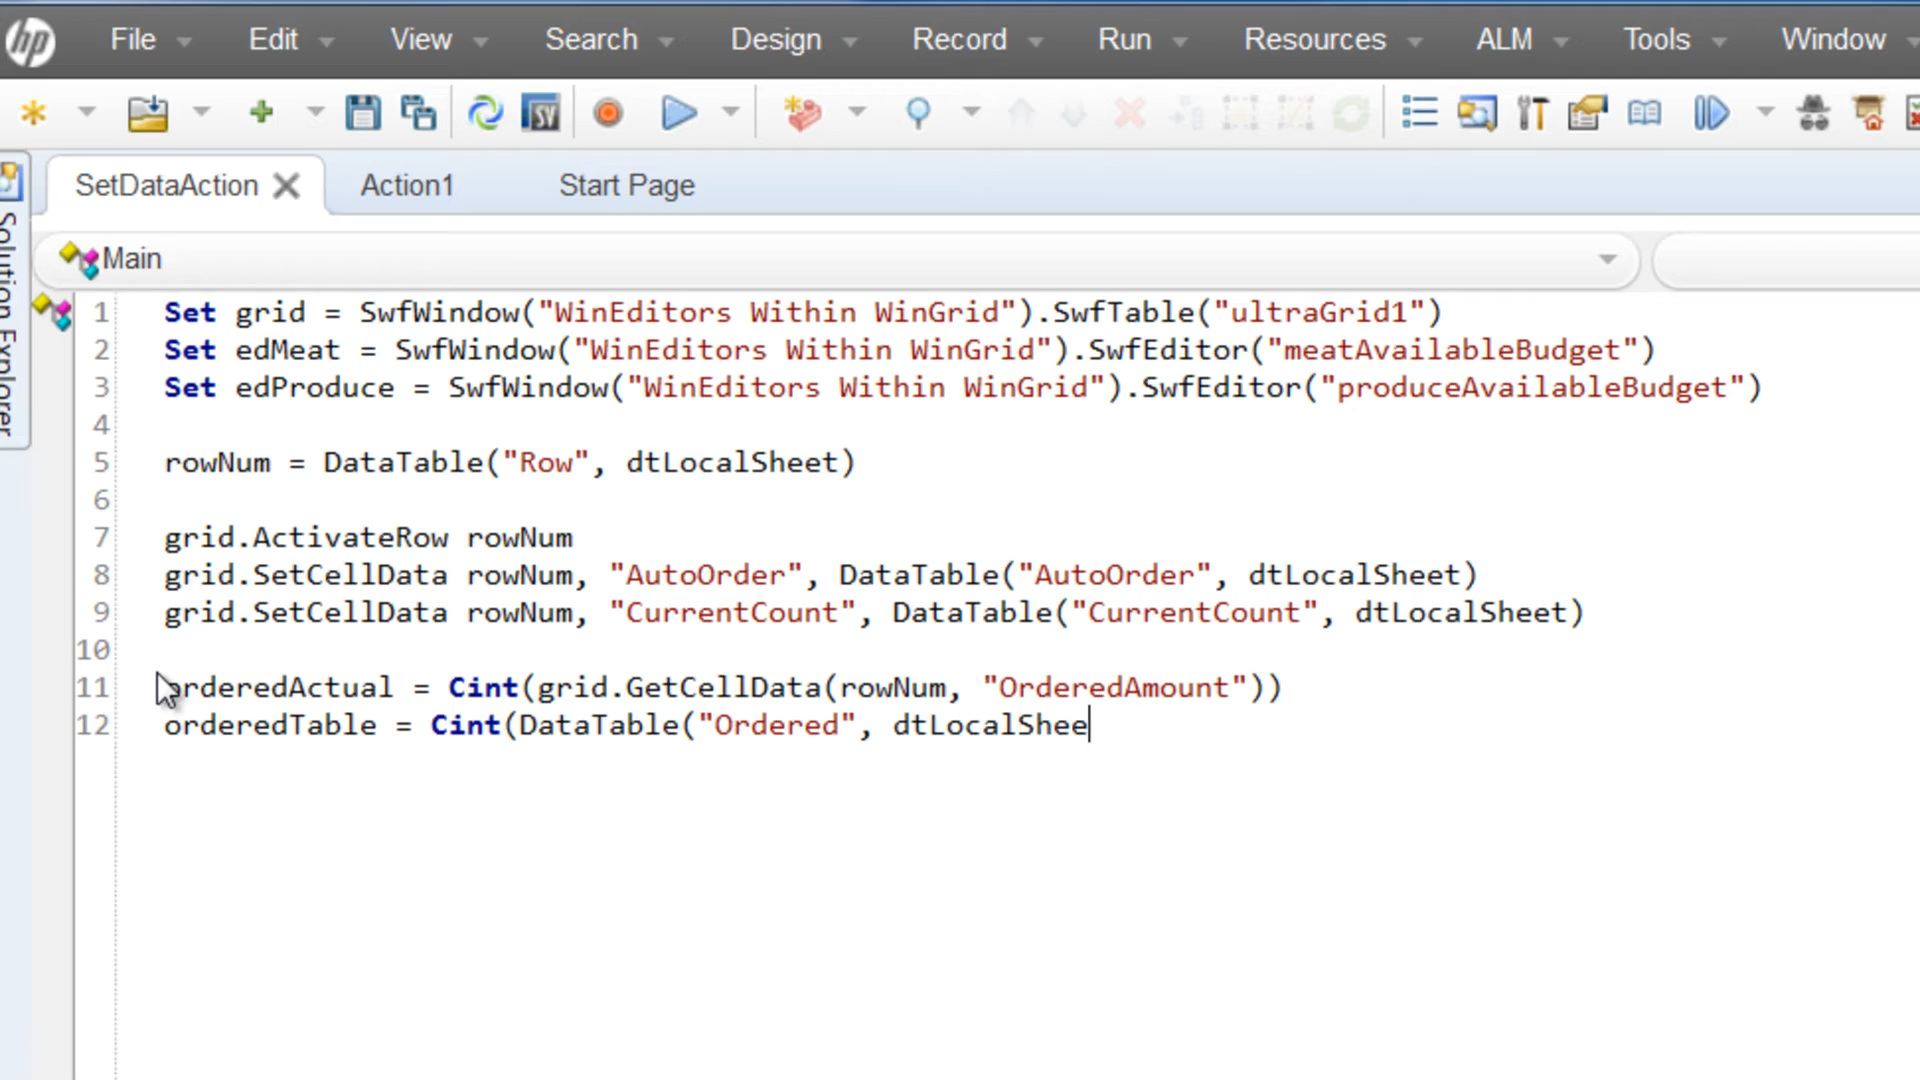 hp File Edit View Search Design Record Run Resources ALM Tools Window
SV
SetDataAction Action1 Start Page
Solution Explorer
Main
1 Set grid = SwfWindow("WinEditors Within WinGrid").SwfTable("ultraGrid1")
2 Set edMeat = SwfWindow("WinEditors Within WinGrid").SwfEditor("meatAvailableBudget")
3 Set edProduce = SwfWindow("WinEditors Within WinGrid").SwfEditor("produceAvailableBudget")
4
5 rowNum = DataTable("Row", dtLocalSheet)
6
7 grid.ActivateRow rowNum
8 grid.SetCellData rowNum, "AutoOrder", DataTable("AutoOrder", dtLocalSheet)
9 grid.SetCellData rowNum, "CurrentCount", DataTable("CurrentCount", dtLocalSheet)
10
11 orderedActual = Cint(grid.GetCellData(rowNum, "OrderedAmount"))
12 orderedTable = Cint(DataTable("Ordered", dtLocalShee